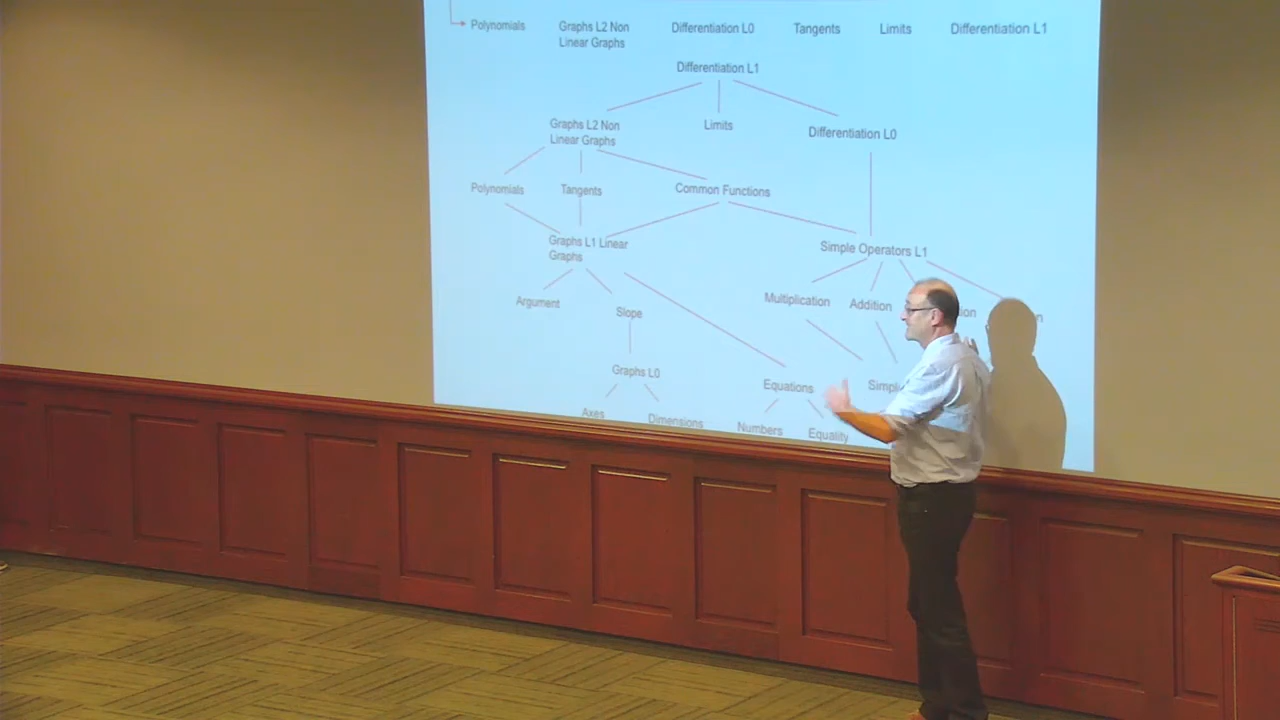 Polynomials
Graphs L2 Non
Linear Graphs
Differentiation L0
Tangents
Limits
Differentiation L1
Differentiation L1
Graphs L2 Non
Linear Graphs
Limits
Differentiation L0
Polynomials
Tangents
Common Functions
Graphs L1 Linear
Graphs
Simple Operators L1
Argument
Slope
Multiplication
Addition
Graphs L0
Equations
Axes
Dimensions
Numbers
Equality